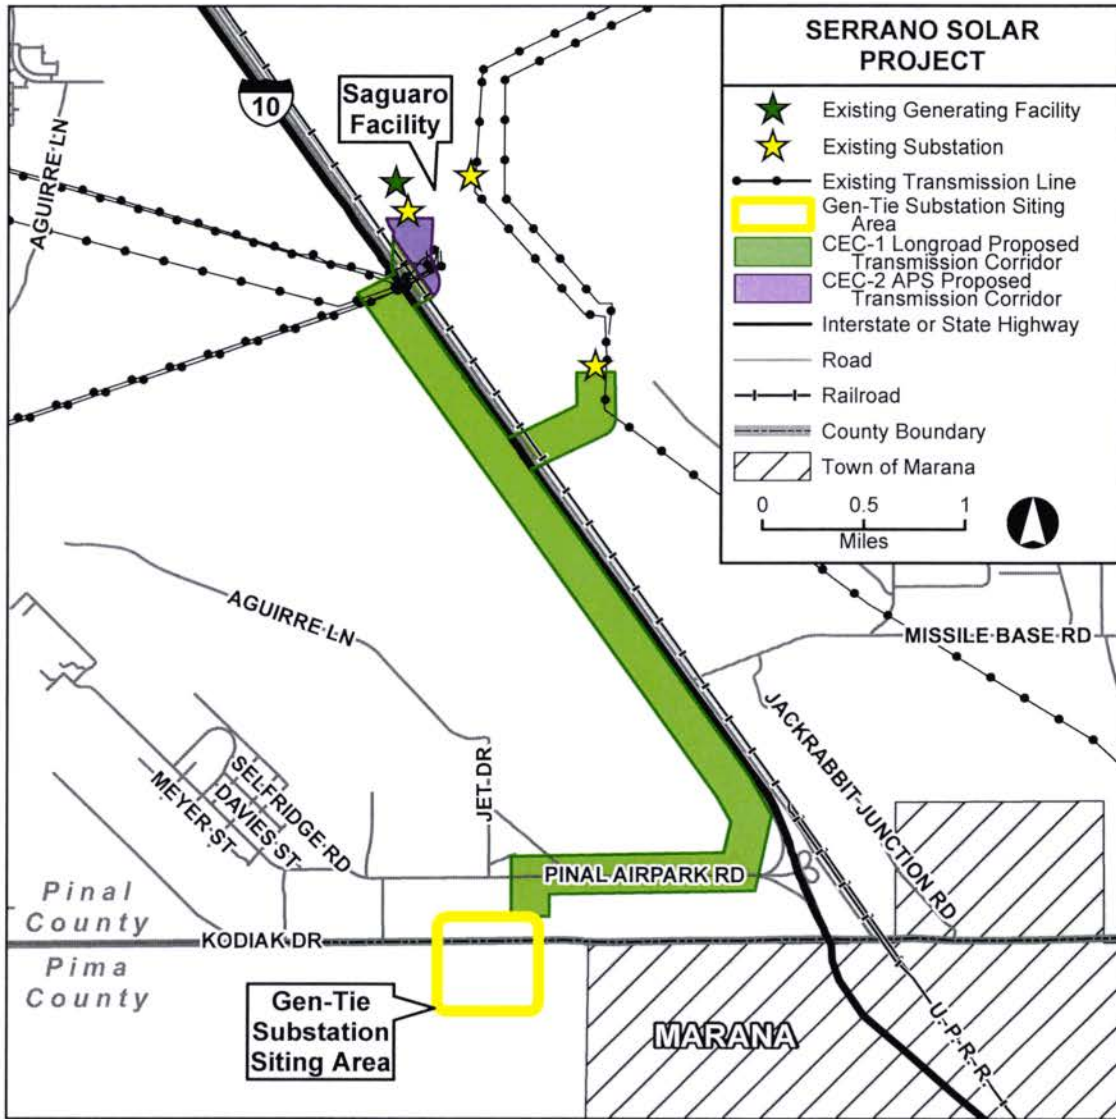 SERRANO SOLAR
PROJECT
Existing Generating Facility
Existing Substation
Existing Transmission Line
Gen-Tie Substation Siting
Area
CEC-1 Longroad Proposed
Transmission Corridor
CEC-2 APS Proposed
Transmission Corridor
Interstate or State Highway
Road
Railroad
County Boundary
Town of Marana
0 0.5 1
Miles
10
Saguaro
Facility
AGUIRRE LN
AGUIRRE LN
MISSILE BASE RD
JACKRABBIT JUNCTION RD
JET DR
SELFRIDGE RD
DAVIES ST
MEYER ST
PINAL AIRPARK RD
Pinal
County
KODIAK DR
Pima
County
Gen-Tie
Substation
Siting Area
MARANA
U.P.R.R.